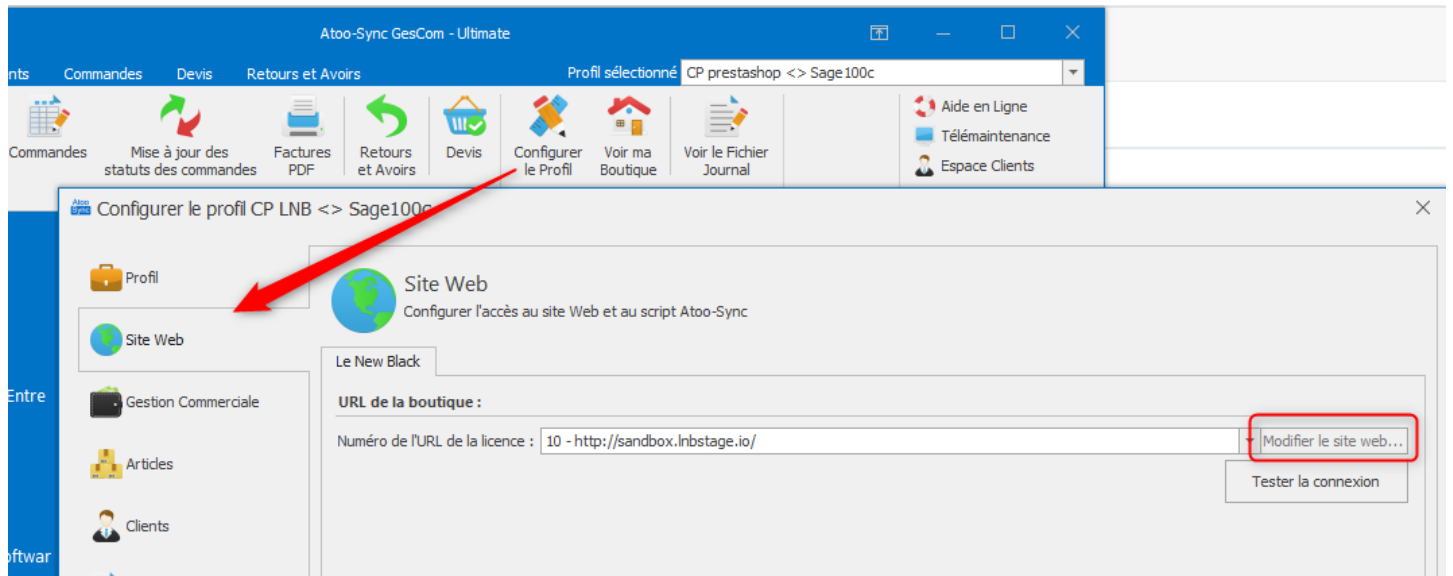 Atoo-Sync GesCom - Ultimate
nts Commandes Devis Retours et Avoirs Profil sélectionné CP prestashop <> Sage100c
Commandes
Mise à jour des
statuts des commandes
Factures
PDF
Retours
et Avoirs
Devis
Configurer
le Profil
Voir ma
Boutique
Voir le Fichier
Journal
Aide en Ligne
Télémaintenance
Espace Clients
Atoo
Sync
Configurer le profil CP LNB <> Sage100c
Profil
Site Web
Gestion Commerciale
Articles
Clients
Site Web
Configurer l'accès au site Web et au script Atoo-Sync
Le New Black
URL de la boutique :
Numéro de l'URL de la licence : 10 - http://sandbox.lnbstage.io/ Modifier le site web...
Tester la connexion
Entre
oftwar